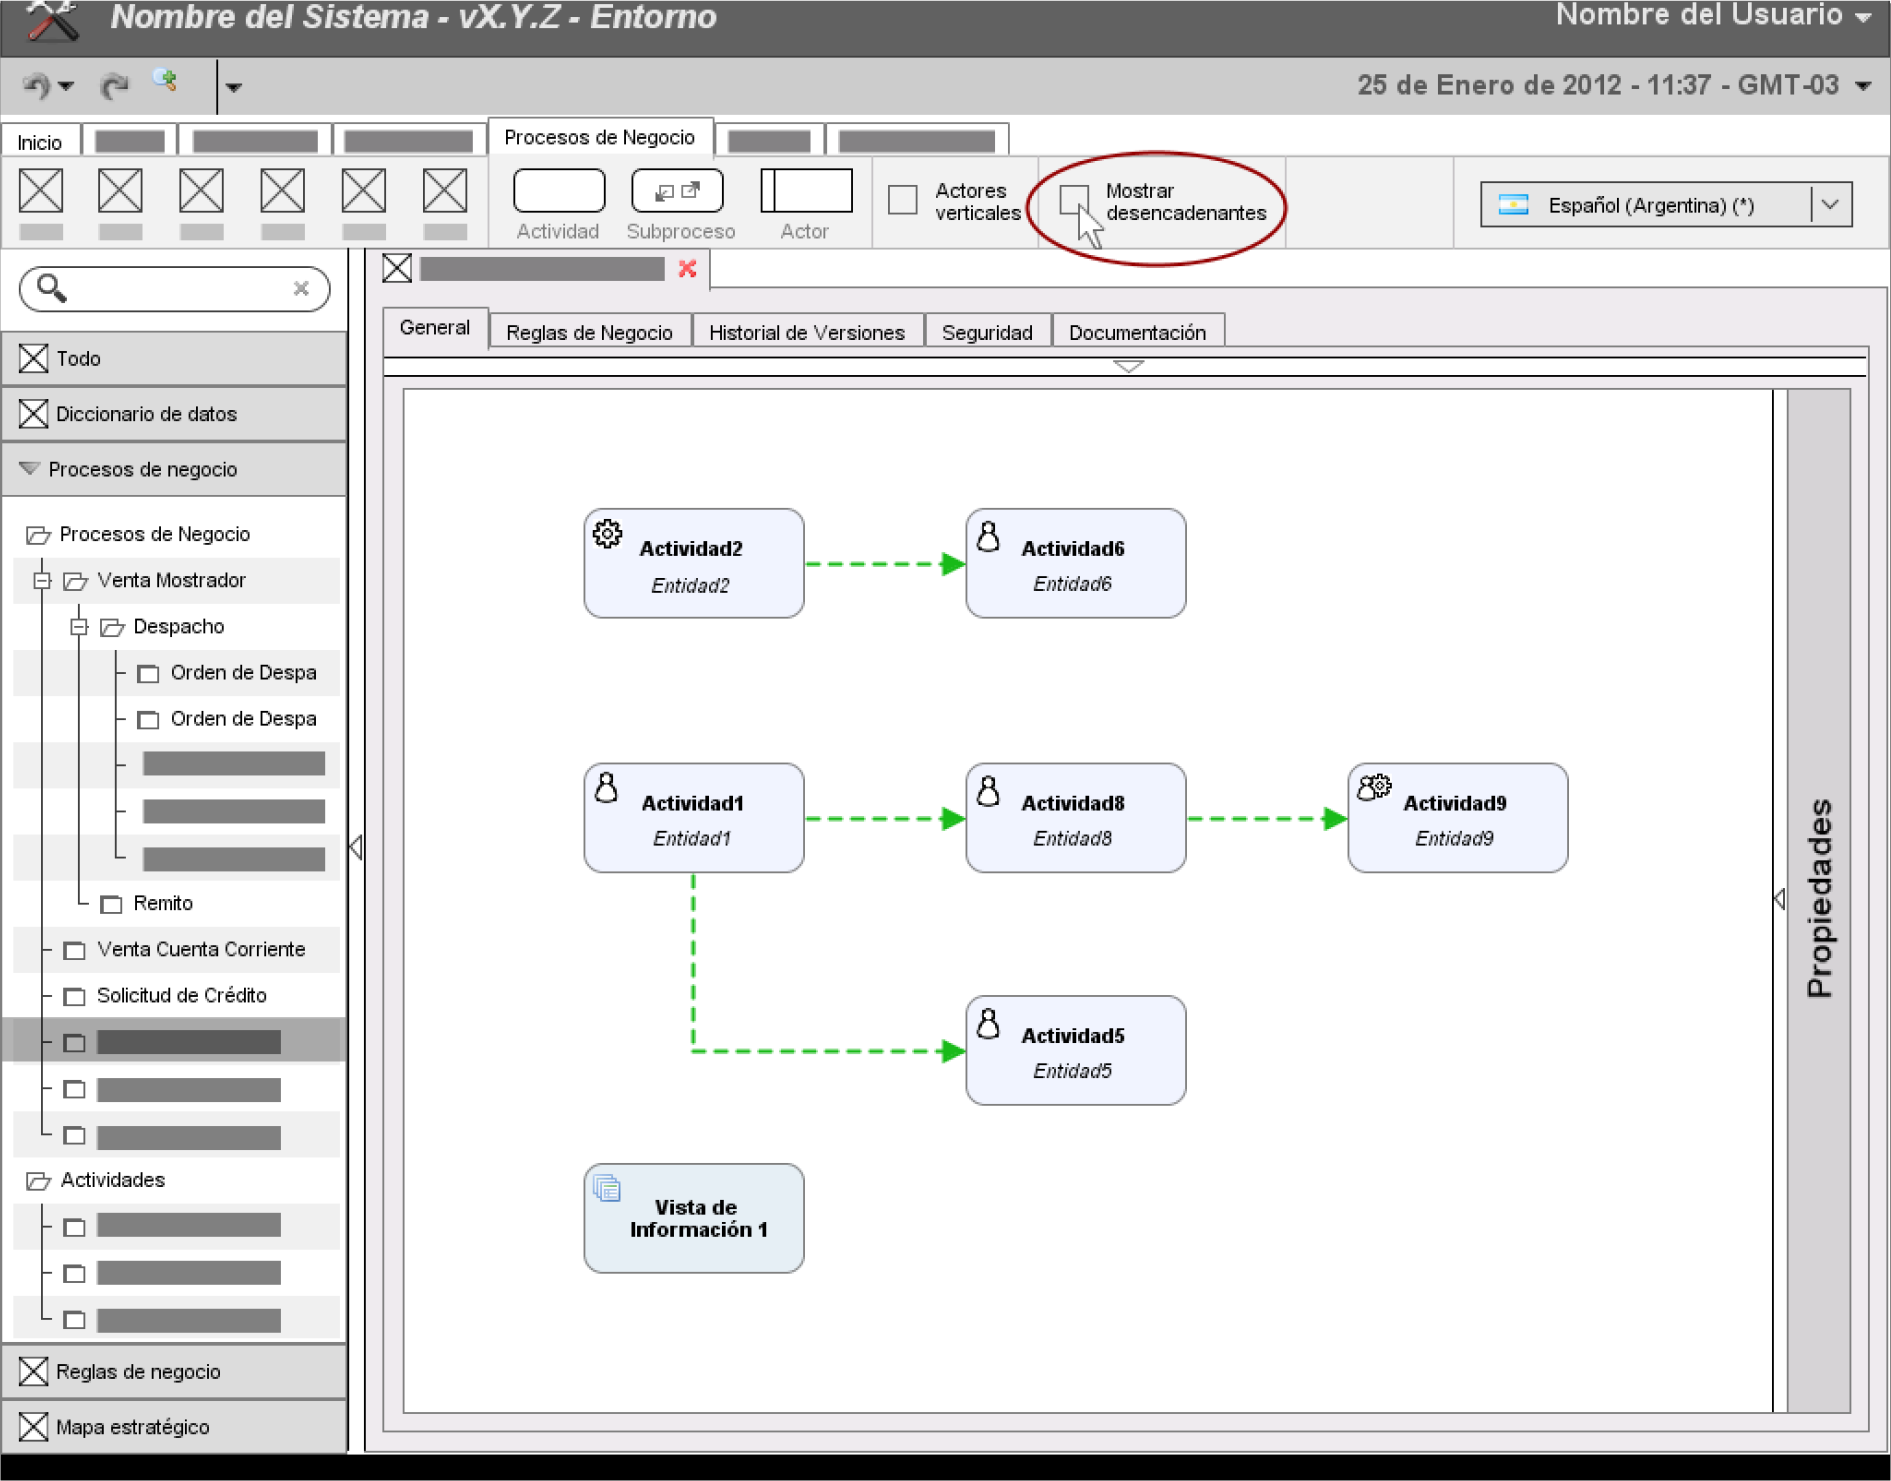 Nombre del Sistema - vX.Y.Z - Entorno
Nombre del Usuario
25 de Enero de 2012 - 11:37 - GMT-03
Inicio
Procesos de Negocio
Actividad
Subproceso
Actor
Actores
verticales
Mostrar
desencadenantes
Español (Argentina) (*)
General
Reglas de Negocio
Historial de Versiones
Seguridad
Documentación
Todo
Diccionario de datos
Procesos de negocio
Procesos de Negocio
Venta Mostrador
Despacho
Orden de Despa
Orden de Despa
Remito
Venta Cuenta Corriente
Solicitud de Crédito
Actividades
Reglas de negocio
Mapa estratégico
Actividad2
Entidad2
Actividad6
Entidad6
Actividad1
Entidad1
Actividad8
Entidad8
Actividad9
Entidad9
Actividad5
Entidad5
Vista de
Información 1
Propiedades